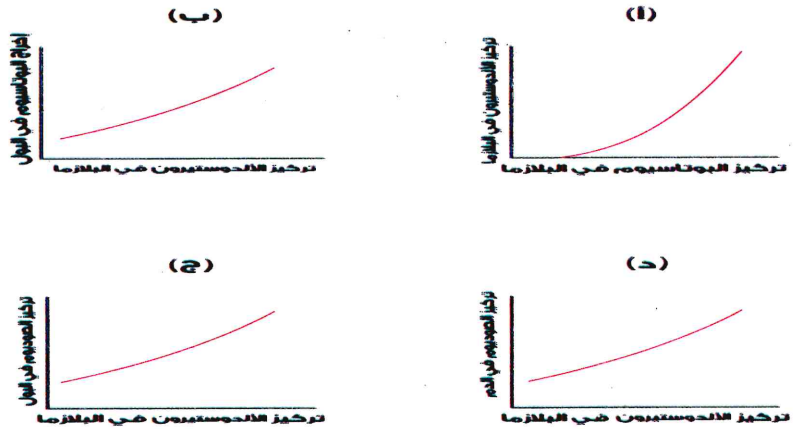 (أ)
تركيز الألدوستيرون في البلازما
تركيز البوتاسيوم في البلازما
(ب)
إخراج البوتاسيوم في البول
تركيز الألدوستيرون في البلازما
(د)
تركيز الصوديوم في الدم
تركيز الألدوستيرون في البلازما
(ج)
تركيز الصوديوم في البول
تركيز الألدوستيرون في البلازما